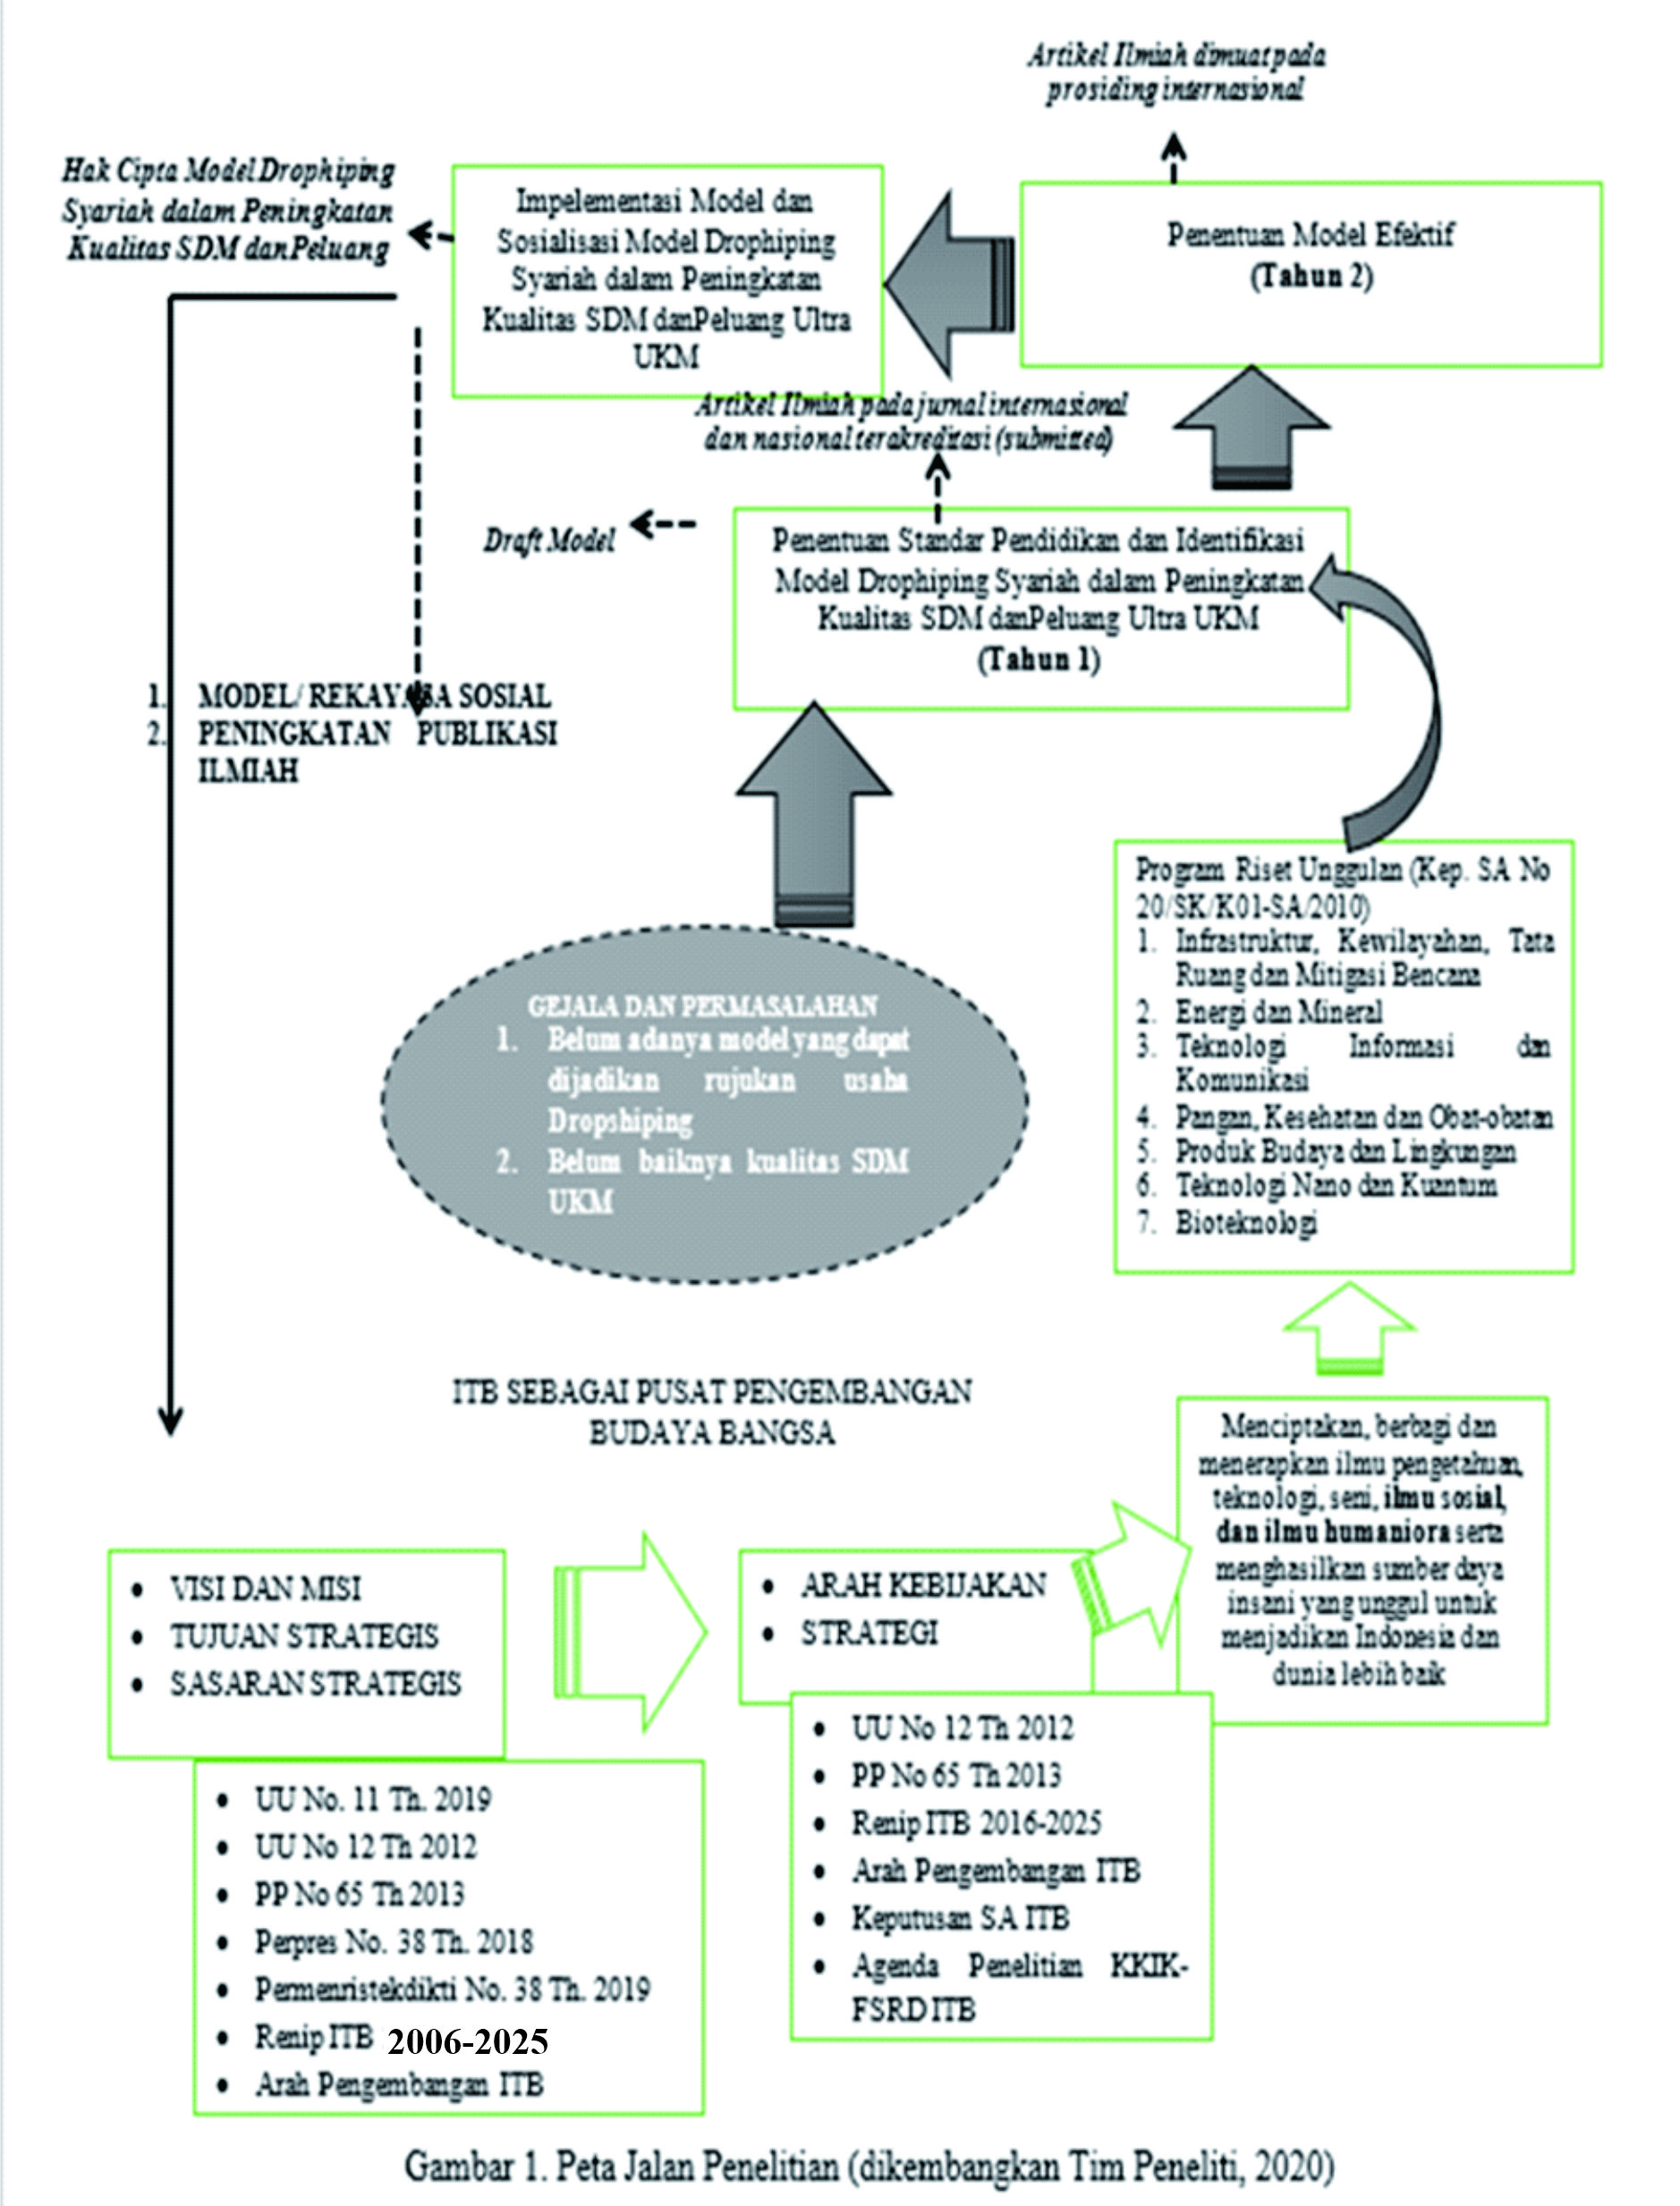 Artikel Ilmiah dimuat pada
prosiding internasional
Hak Cipta Model Drophiping
Syariah dalam Peningkatan
Kualitas SDM danPeluang
Impelementasi Model dan
Sosialisasi Model Drophiping
Syariah dalam Peningkatan
Kualitas SDM danPeluang Ultra
UKM
Penentuan Model Efektif
(Tahun 2)
Artikel Ilmiah pada jurnal internasional
dan nasional terakreditasi (submitted)
Draft Model
Penentuan Standar Pendidikan dan Identifikasi
Model Drophiping Syariah dalam Peningkatan
Kualitas SDM danPeluang Ultra UKM
(Tahun 1)
1. MODEL/ REKAYASA SOSIAL
2. PENINGKATAN PUBLIKASI
ILMIAH
Program Riset Unggulan (Kep. SA No
20/SK/K01-SA/2010)
1. Infrastruktur, Kewilayahan, Tata
Ruang dan Mitigasi Bencana
2. Energi dan Mineral
3. Teknologi Informasi dan
Komunikasi
4. Pangan, Kesehatan dan Obat-obatan
5. Produk Budaya dan Lingkungan
6. Teknologi Nano dan Kuantum
7. Bioteknologi
GEJALA DAN PERMASALAHAN
1. Belum adanya model yang dapat
dijadikan rujukan usaha
Dropshiping
2. Belum baiknya kualitas SDM
UKM
ITB SEBAGAI PUSAT PENGEMBANGAN
BUDAYA BANGSA
Menciptakan, berbagi dan
menerapkan ilmu pengetahuan,
teknologi, seni, ilmu sosial,
dan ilmu humaniora serta
menghasilkan sumber daya
insani yang unggul untuk
menjadikan Indonesia dan
dunia lebih baik
• VISI DAN MISI
• TUJUAN STRATEGIS
• SASARAN STRATEGIS
• ARAH KEBIJAKAN
• STRATEGI
• UU No. 11 Th. 2019
• UU No 12 Th 2012
• PP No 65 Th 2013
• Perpres No. 38 Th. 2018
• Permenristekdikti No. 38 Th. 2019
• Renip ITB 2006-2025
• Arah Pengembangan ITB
• UU No 12 Th 2012
• PP No 65 Th 2013
• Renip ITB 2016-2025
• Arah Pengembangan ITB
• Keputusan SA ITB
• Agenda Penelitian KKIK-
FSRD ITB
Gambar 1. Peta Jalan Penelitian (dikembangkan Tim Peneliti, 2020)